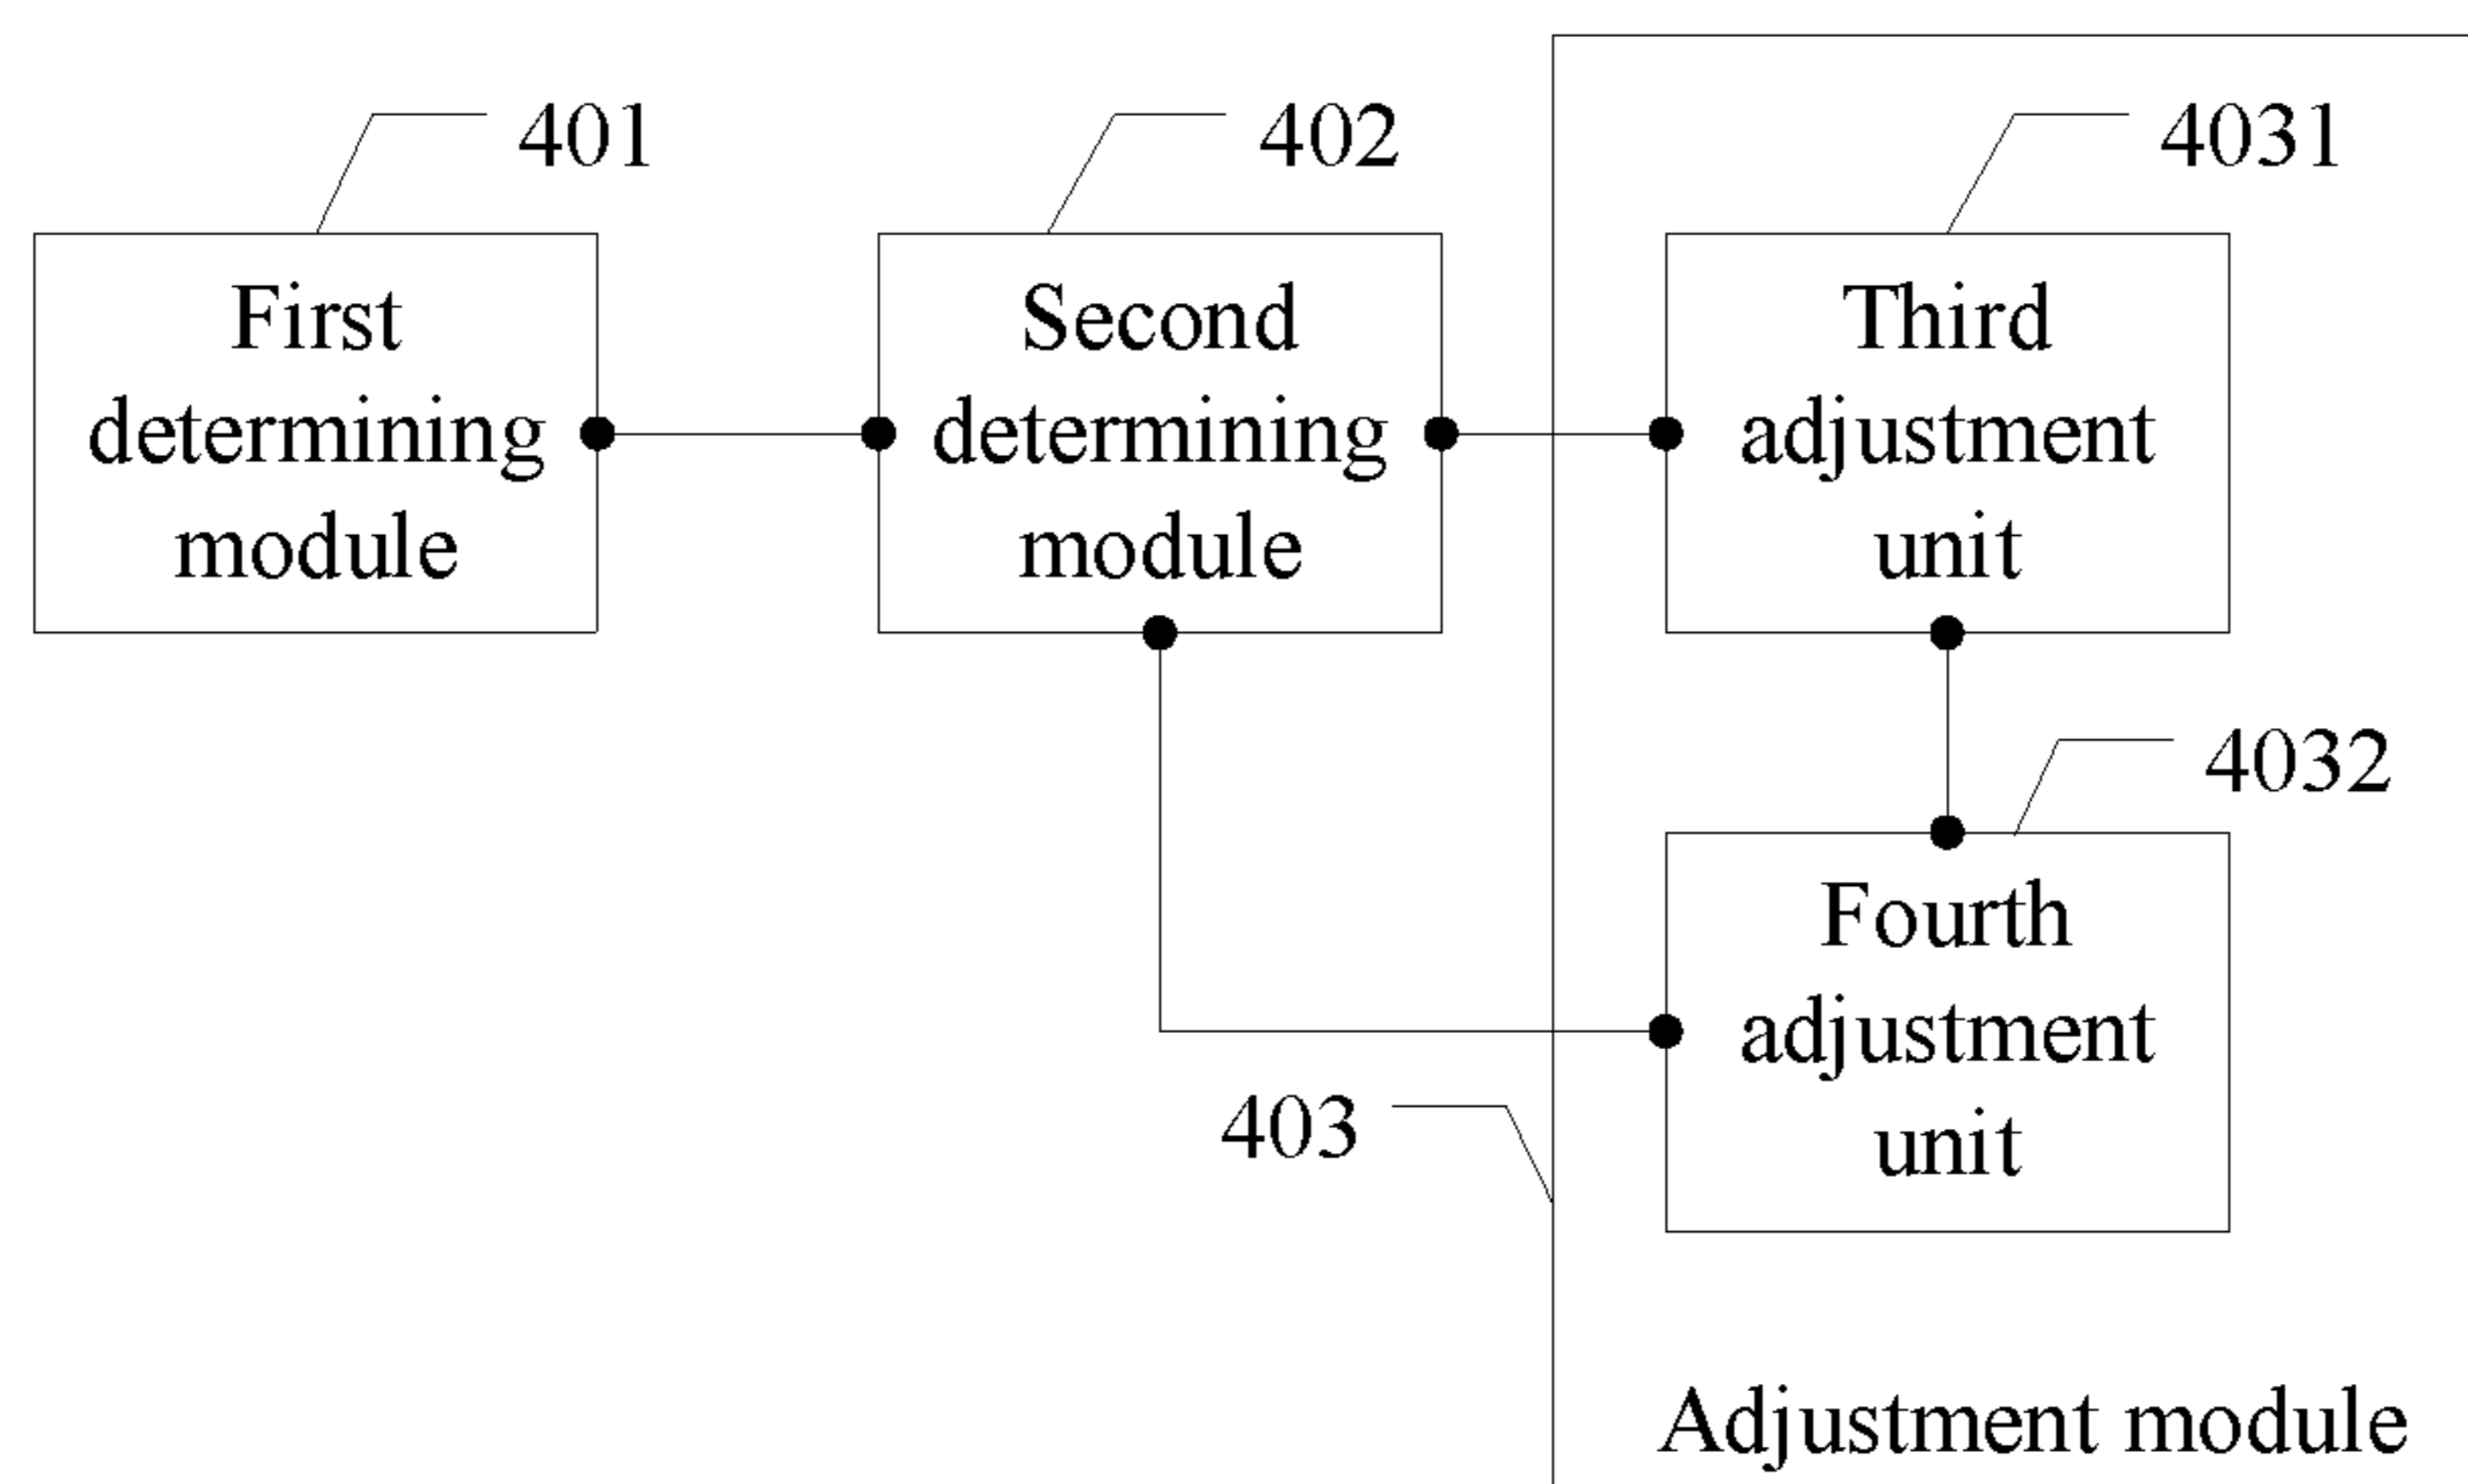 401
402
4031
First
determining
module
Second
determining
module
Third
adjustment
unit
4032
Fourth
adjustment
unit
403
Adjustment module